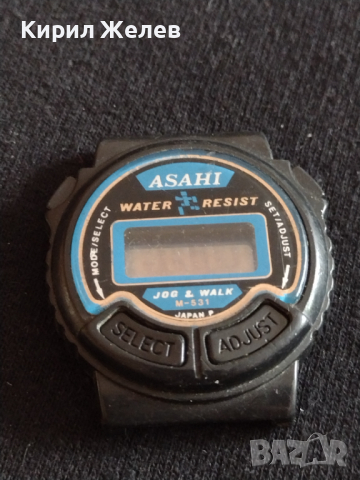 Кирил Желев
ASAHI
WATER RESIST
MODE/SELECT
SET/ADJUST
JOG & WALK
M-531
JAPAN P
SELECT
ADJUST
BAZAR